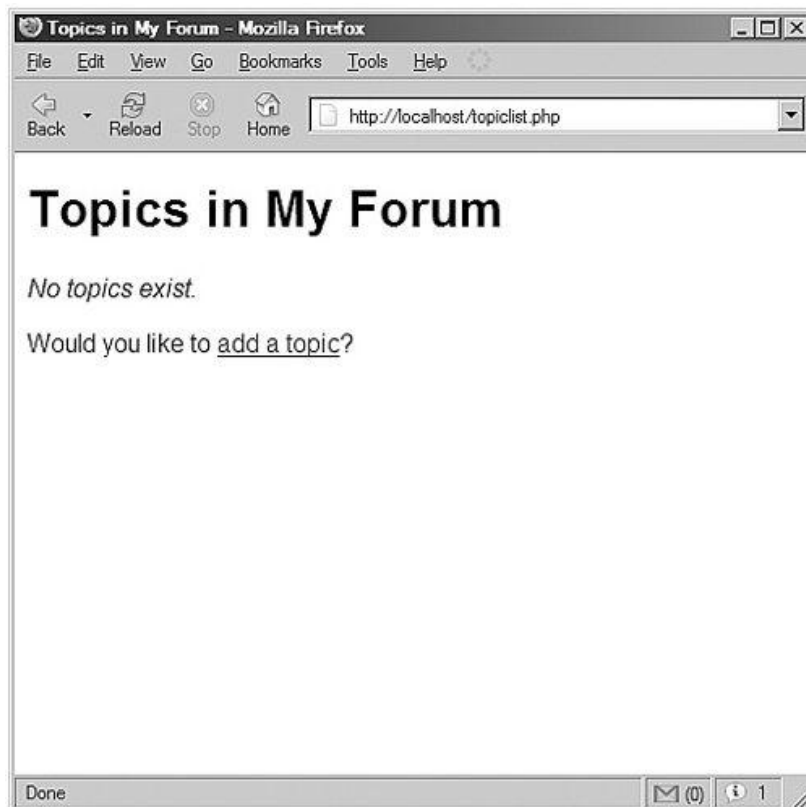 Topics in My Forum - Mozilla Firefox
File Edit View Go Bookmarks Tools Help
Back Reload Stop Home http://localhost/topiclist.php
Topics in My Forum
No topics exist.
Would you like to add a topic?
Done (0) 1